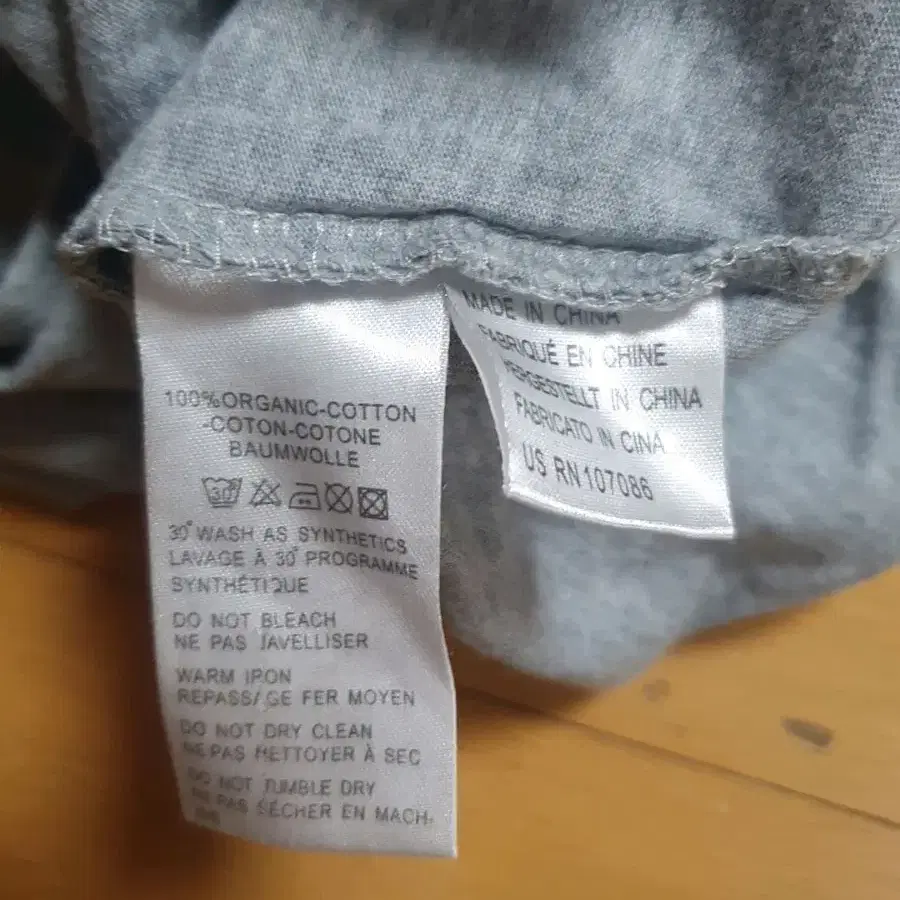 100%ORGANIC-COTTON
-COTON-COTONE
BAUMWOLLE
30
30° WASH AS SYNTHETICS
LAVAGE À 30° PROGRAMME
SYNTHÉTIQUE
DO NOT BLEACH
NE PAS JAVELLISER
WARM IRON
REPASS/GE FER MOYEN
DO NOT DRY CLEAN
NE PAS NETTOYER À SEC
DO NOT TUMBLE DRY
NE PAS SÉCHER EN MACH.
MADE IN CHINA
FABRIQUÉ EN CHINE
HERGESTELLT IN CHINA
FABRICATO IN CINA
US RN107086